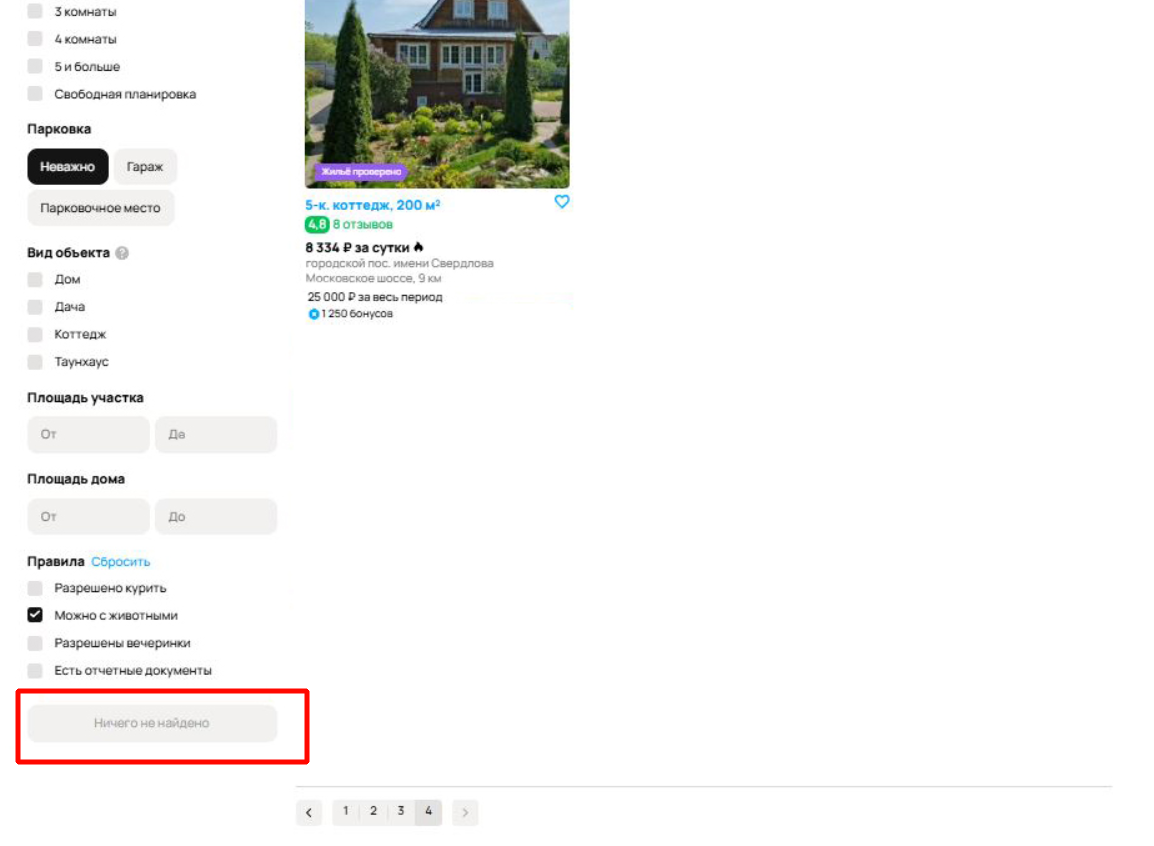 3 комнаты
4 комнаты
5 и больше
Свободная планировка
Парковка
Неважно
Гараж
Парковочное место
Вид объекта ?
Дом
Дача
Коттедж
Таунхаус
Площадь участка
От
До
Площадь дома
От
До
Правила Сбросить
Разрешено курить
Можно с животными
Разрешены вечеринки
Есть отчетные документы
Ничего не найдено
Жильё проверено
5-к. коттедж, 200 м²
4,8 8 отзывов
8 334 ₽ за сутки
городской пос. имени Свердлова
Московское шоссе, 9 км
25 000 ₽ за весь период
1 250 бонусов
‹ 1 2 3 4 ›